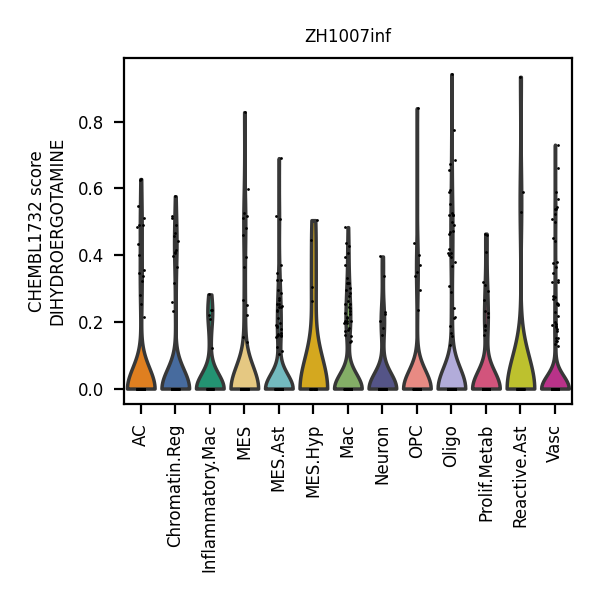 ZH1007inf
CHEMBL1732 score
DIHYDROERGOTAMINE
0.8
0.6
0.4
0.2
0.0
AC
Chromatin.Reg
Inflammatory.Mac
MES
MES.Ast
MES.Hyp
Mac
Neuron
OPC
Oligo
Prolif.Metab
Reactive.Ast
Vasc